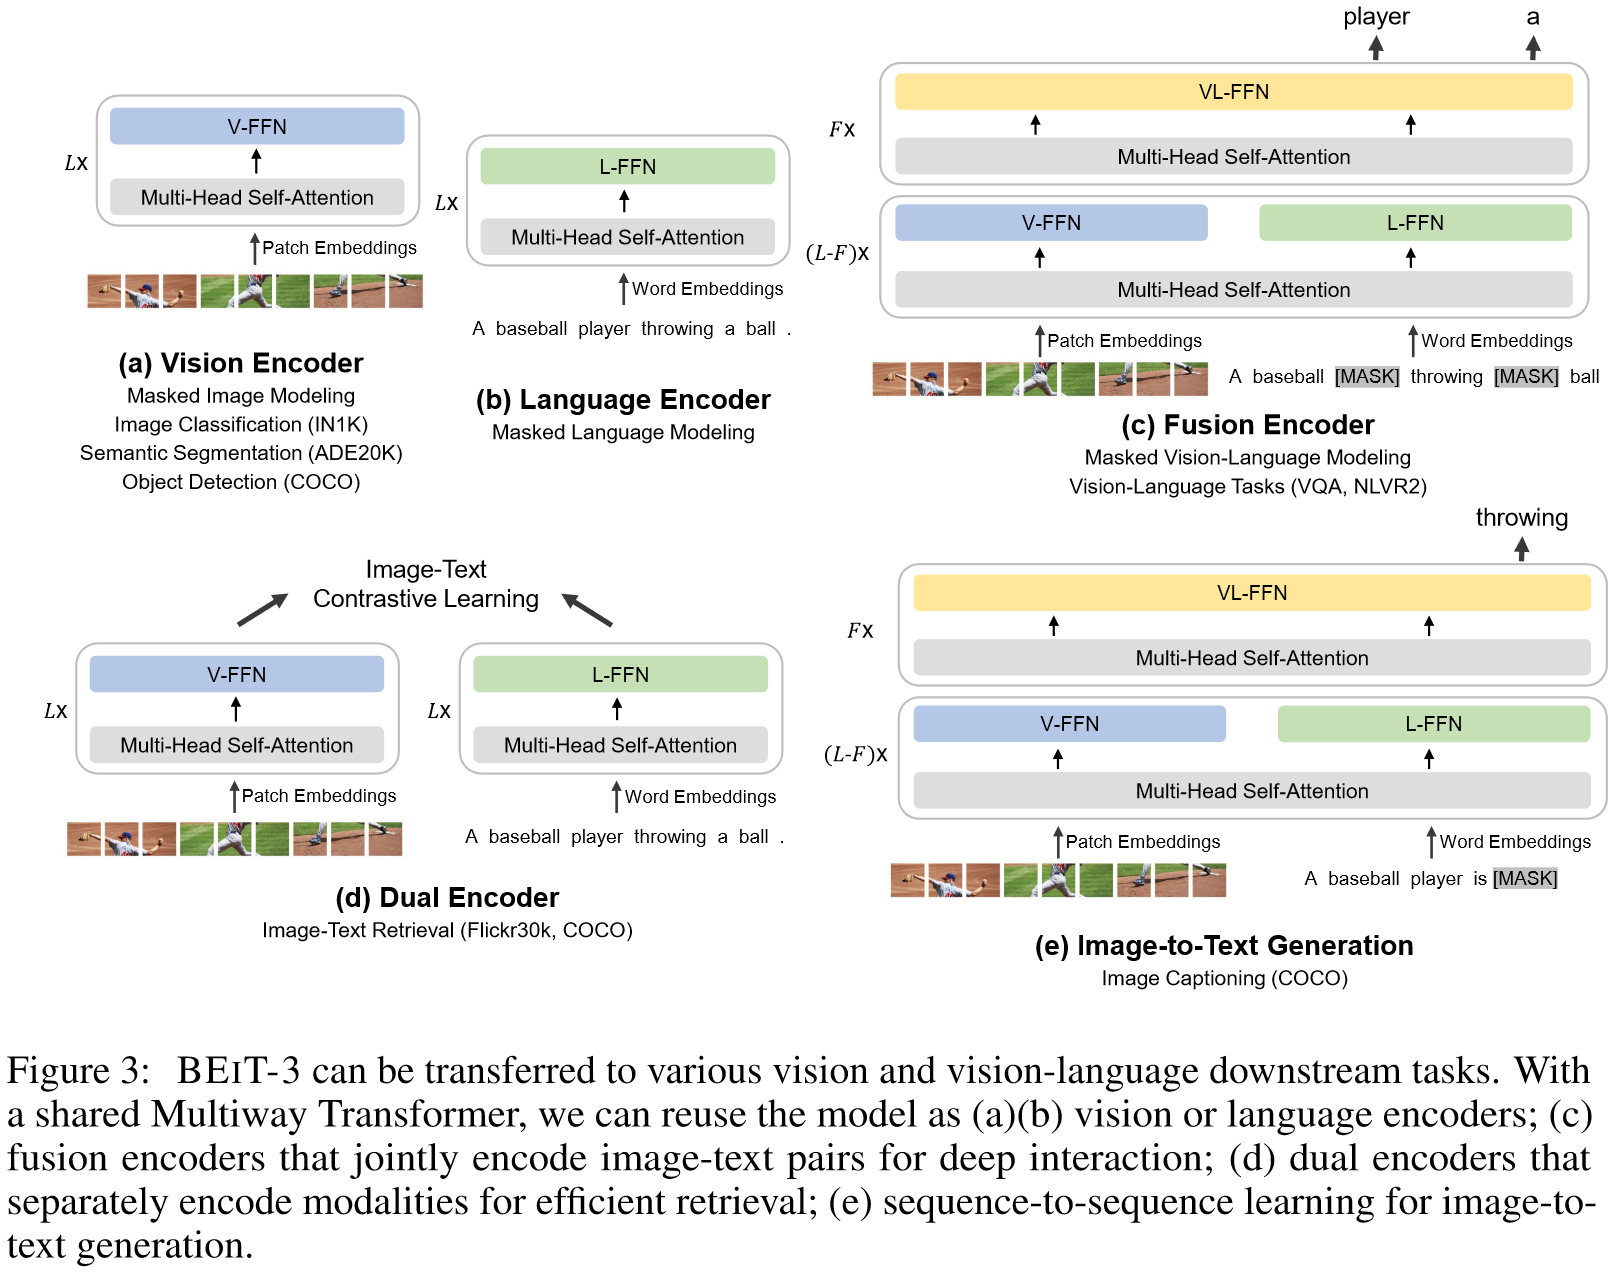 V-FFN
Lx
Multi-Head Self-Attention
Patch Embeddings
(a) Vision Encoder
Masked Image Modeling
Image Classification (IN1K)
Semantic Segmentation (ADE20K)
Object Detection (COCO)
L-FFN
Lx
Multi-Head Self-Attention
Word Embeddings
A baseball player throwing a ball .
(b) Language Encoder
Masked Language Modeling
player a
VL-FFN
Fx
Multi-Head Self-Attention
V-FFN L-FFN
(L-F)x
Multi-Head Self-Attention
Patch Embeddings Word Embeddings
A baseball [MASK] throwing [MASK] ball
(c) Fusion Encoder
Masked Vision-Language Modeling
Vision-Language Tasks (VQA, NLVR2)
Image-Text
Contrastive Learning
V-FFN
Lx
Multi-Head Self-Attention
Patch Embeddings
L-FFN
Lx
Multi-Head Self-Attention
Word Embeddings
A baseball player throwing a ball .
(d) Dual Encoder
Image-Text Retrieval (Flickr30k, COCO)
throwing
VL-FFN
Fx
Multi-Head Self-Attention
V-FFN L-FFN
(L-F)x
Multi-Head Self-Attention
Patch Embeddings Word Embeddings
A baseball player is [MASK]
(e) Image-to-Text Generation
Image Captioning (COCO)
Figure 3: BEIT-3 can be transferred to various vision and vision-language downstream tasks. With
a shared Multiway Transformer, we can reuse the model as (a)(b) vision or language encoders; (c)
fusion encoders that jointly encode image-text pairs for deep interaction; (d) dual encoders that
separately encode modalities for efficient retrieval; (e) sequence-to-sequence learning for image-to-
text generation.